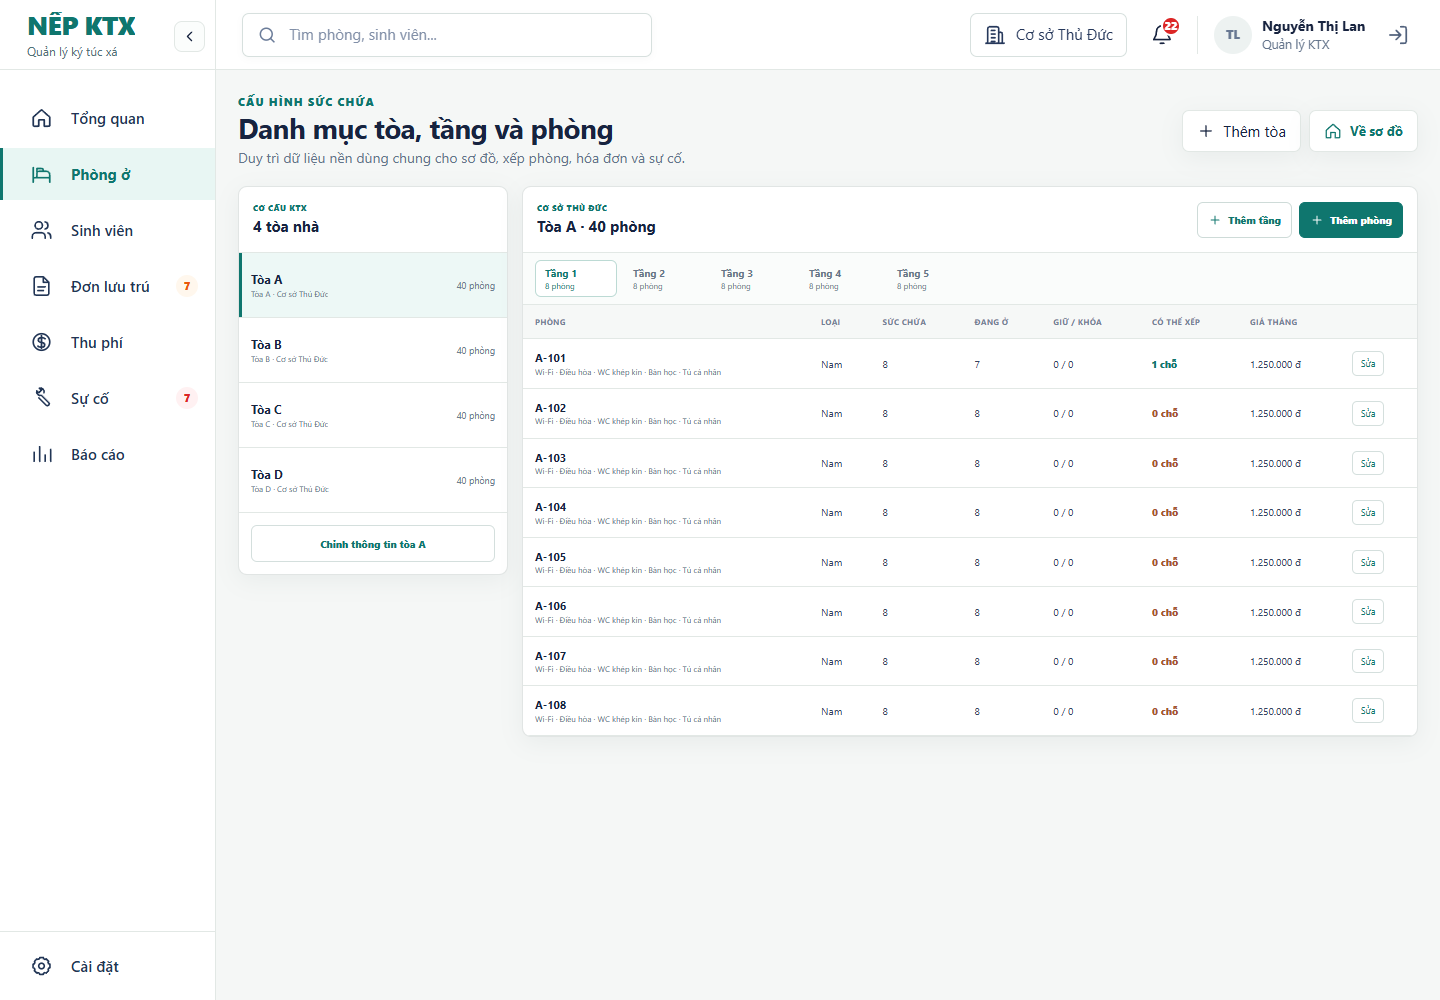 NẾP KTX
Quản lý ký túc xá
Tìm phòng, sinh viên...
Cơ sở Thủ Đức
22
TL
Nguyễn Thị Lan
Quản lý KTX
Tổng quan
Phòng ở
Sinh viên
Đơn lưu trú 7
Thu phí
Sự cố 7
Báo cáo
Cài đặt
CẤU HÌNH SỨC CHỨA
Danh mục tòa, tầng và phòng
Duy trì dữ liệu nền dùng chung cho sơ đồ, xếp phòng, hóa đơn và sự cố.
Thêm tòa
Về sơ đồ
CƠ CẤU KTX
4 tòa nhà
Tòa A
Tòa A · Cơ sở Thủ Đức
40 phòng
Tòa B
Tòa B · Cơ sở Thủ Đức
40 phòng
Tòa C
Tòa C · Cơ sở Thủ Đức
40 phòng
Tòa D
Tòa D · Cơ sở Thủ Đức
40 phòng
Chỉnh thông tin tòa A
CƠ SỞ THỦ ĐỨC
Tòa A · 40 phòng
Thêm tầng
Thêm phòng
Tầng 1 Tầng 2 Tầng 3 Tầng 4 Tầng 5
8 phòng 8 phòng 8 phòng 8 phòng 8 phòng
PHÒNG LOẠI SỨC CHỨA ĐANG Ở GIỮ / KHÓA CÓ THỂ XẾP GIÁ THÁNG
A-101
Wi-Fi · Điều hòa · WC khép kín · Bàn học · Tủ cá nhân
Nam 8 7 0 / 0 1 chỗ 1.250.000 đ Sửa
A-102
Wi-Fi · Điều hòa · WC khép kín · Bàn học · Tủ cá nhân
Nam 8 8 0 / 0 0 chỗ 1.250.000 đ Sửa
A-103
Wi-Fi · Điều hòa · WC khép kín · Bàn học · Tủ cá nhân
Nam 8 8 0 / 0 0 chỗ 1.250.000 đ Sửa
A-104
Wi-Fi · Điều hòa · WC khép kín · Bàn học · Tủ cá nhân
Nam 8 8 0 / 0 0 chỗ 1.250.000 đ Sửa
A-105
Wi-Fi · Điều hòa · WC khép kín · Bàn học · Tủ cá nhân
Nam 8 8 0 / 0 0 chỗ 1.250.000 đ Sửa
A-106
Wi-Fi · Điều hòa · WC khép kín · Bàn học · Tủ cá nhân
Nam 8 8 0 / 0 0 chỗ 1.250.000 đ Sửa
A-107
Wi-Fi · Điều hòa · WC khép kín · Bàn học · Tủ cá nhân
Nam 8 8 0 / 0 0 chỗ 1.250.000 đ Sửa
A-108
Wi-Fi · Điều hòa · WC khép kín · Bàn học · Tủ cá nhân
Nam 8 8 0 / 0 0 chỗ 1.250.000 đ Sửa